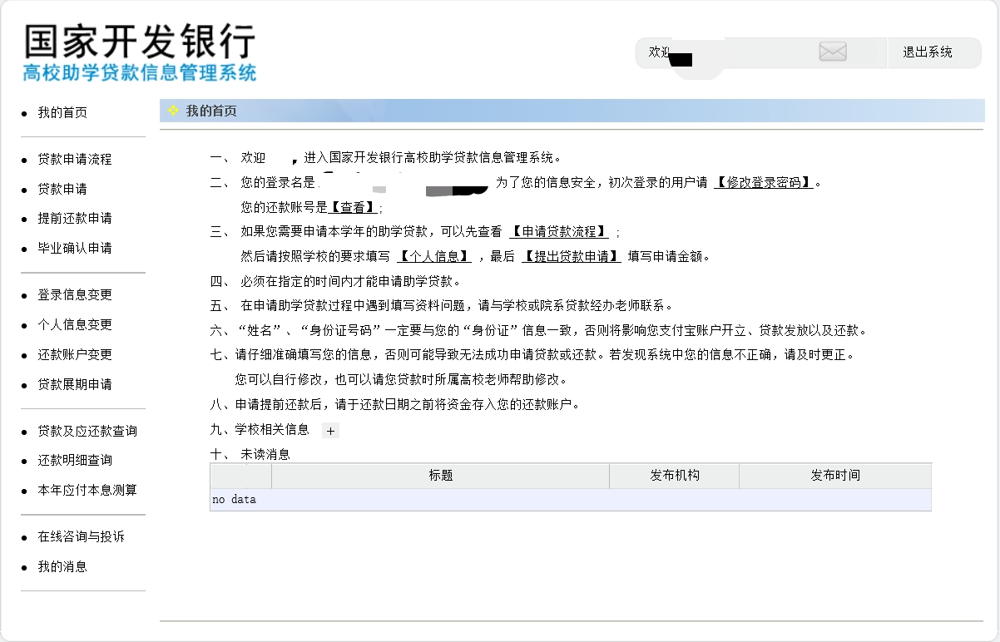 国家开发银行
高校助学贷款信息管理系统
欢迎
退出系统
我的首页
贷款申请流程
贷款申请
提前还款申请
毕业确认申请
登录信息变更
个人信息变更
还款账户变更
贷款展期申请
贷款及应还款查询
还款明细查询
本年应付本息测算
在线咨询与投诉
我的消息
我的首页
一、 欢迎 ，进入国家开发银行高校助学贷款信息管理系统。
二、 您的登录名是 为了您的信息安全，初次登录的用户请 【修改登录密码】。
您的还款账号是【查看】;
三、 如果您需要申请本学年的助学贷款，可以先查看 【申请贷款流程】 ;
然后请按照学校的要求填写 【个人信息】 ，最后 【提出贷款申请】 填写申请金额。
四、 必须在指定的时间内才能申请助学贷款。
五、 在申请助学贷款过程中遇到填写资料问题，请与学校或院系贷款经办老师联系。
六、“姓名”、“身份证号码”一定要与您的“身份证”信息一致，否则将影响您支付宝账户开立、贷款发放以及还款。
七、请仔细准确填写您的信息，否则可能导致无法成功申请贷款或还款。若发现系统中您的信息不正确，请及时更正。
您可以自行修改，也可以请您贷款时所属高校老师帮助修改。
八、申请提前还款后，请于还款日期之前将资金存入您的还款账户。
九、学校相关信息 +
十、 未读消息
标题 发布机构 发布时间
no data